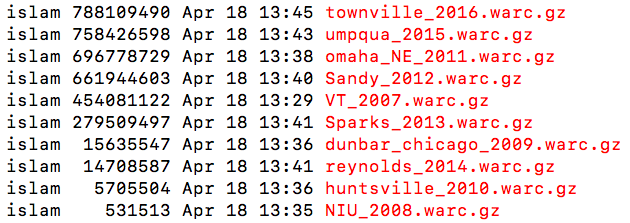 islam 788109490 Apr 18 13:45 townville_2016.warc.gz
islam 758426598 Apr 18 13:43 umpqua_2015.warc.gz
islam 696778729 Apr 18 13:38 omaha_NE_2011.warc.gz
islam 661944603 Apr 18 13:40 Sandy_2012.warc.gz
islam 454081122 Apr 18 13:29 VT_2007.warc.gz
islam 279509497 Apr 18 13:41 Sparks_2013.warc.gz
islam 15635547 Apr 18 13:36 dunbar_chicago_2009.warc.gz
islam 14708587 Apr 18 13:41 reynolds_2014.warc.gz
islam 5705504 Apr 18 13:36 huntsville_2010.warc.gz
islam 531513 Apr 18 13:35 NIU_2008.warc.gz